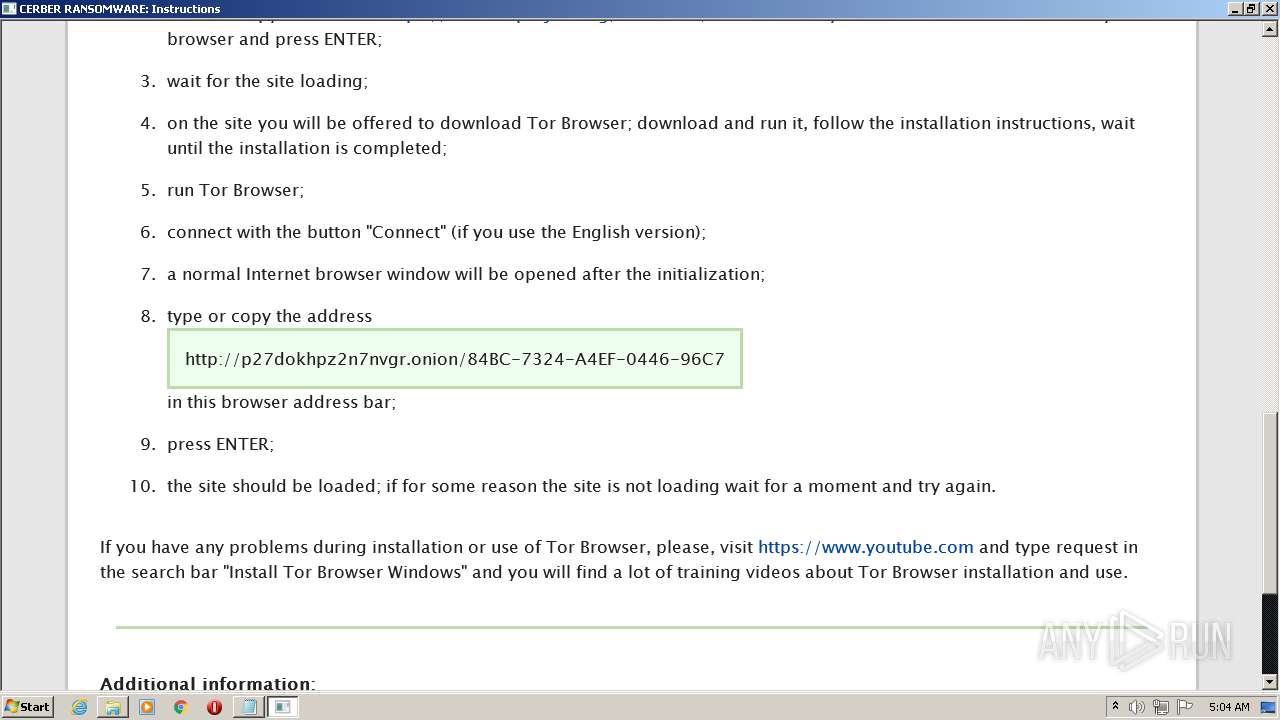 CERBER RANSOMWARE: Instructions
browser and press ENTER;
3. wait for the site loading;
4. on the site you will be offered to download Tor Browser; download and run it, follow the installation instructions, wait
until the installation is completed;
5. run Tor Browser;
6. connect with the button "Connect" (if you use the English version);
7. a normal Internet browser window will be opened after the initialization;
8. type or copy the address
http://p27dokhpz2n7nvgr.onion/84BC-7324-A4EF-0446-96C7
in this browser address bar;
9. press ENTER;
10. the site should be loaded; if for some reason the site is not loading wait for a moment and try again.
If you have any problems during installation or use of Tor Browser, please, visit https://www.youtube.com and type request in
the search bar "Install Tor Browser Windows" and you will find a lot of training videos about Tor Browser installation and use.
ANY RUN
Additional information:
Start
5:04 AM